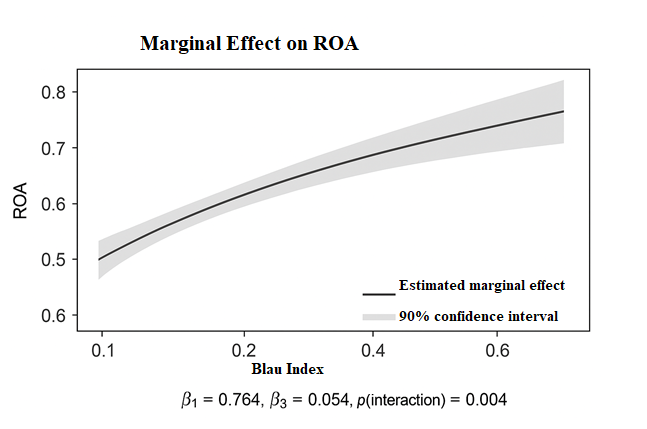 Marginal Effect on ROA
0.8
0.7
0.6
0.5
0.6
ROA
Estimated marginal effect
90% confidence interval
0.1 0.2 0.4 0.6
Blau Index
β₁ = 0.764, β₃ = 0.054, p(interaction) = 0.004